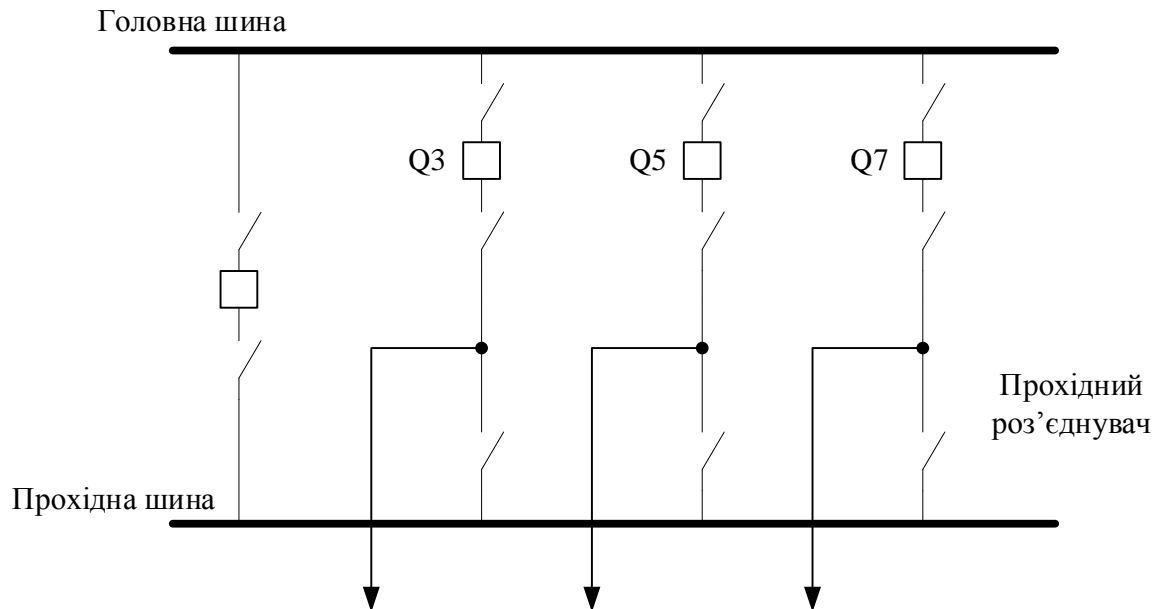 Головна шина
Q3
Q5
Q7
Прохідний
роз’єднувач
Прохідна шина